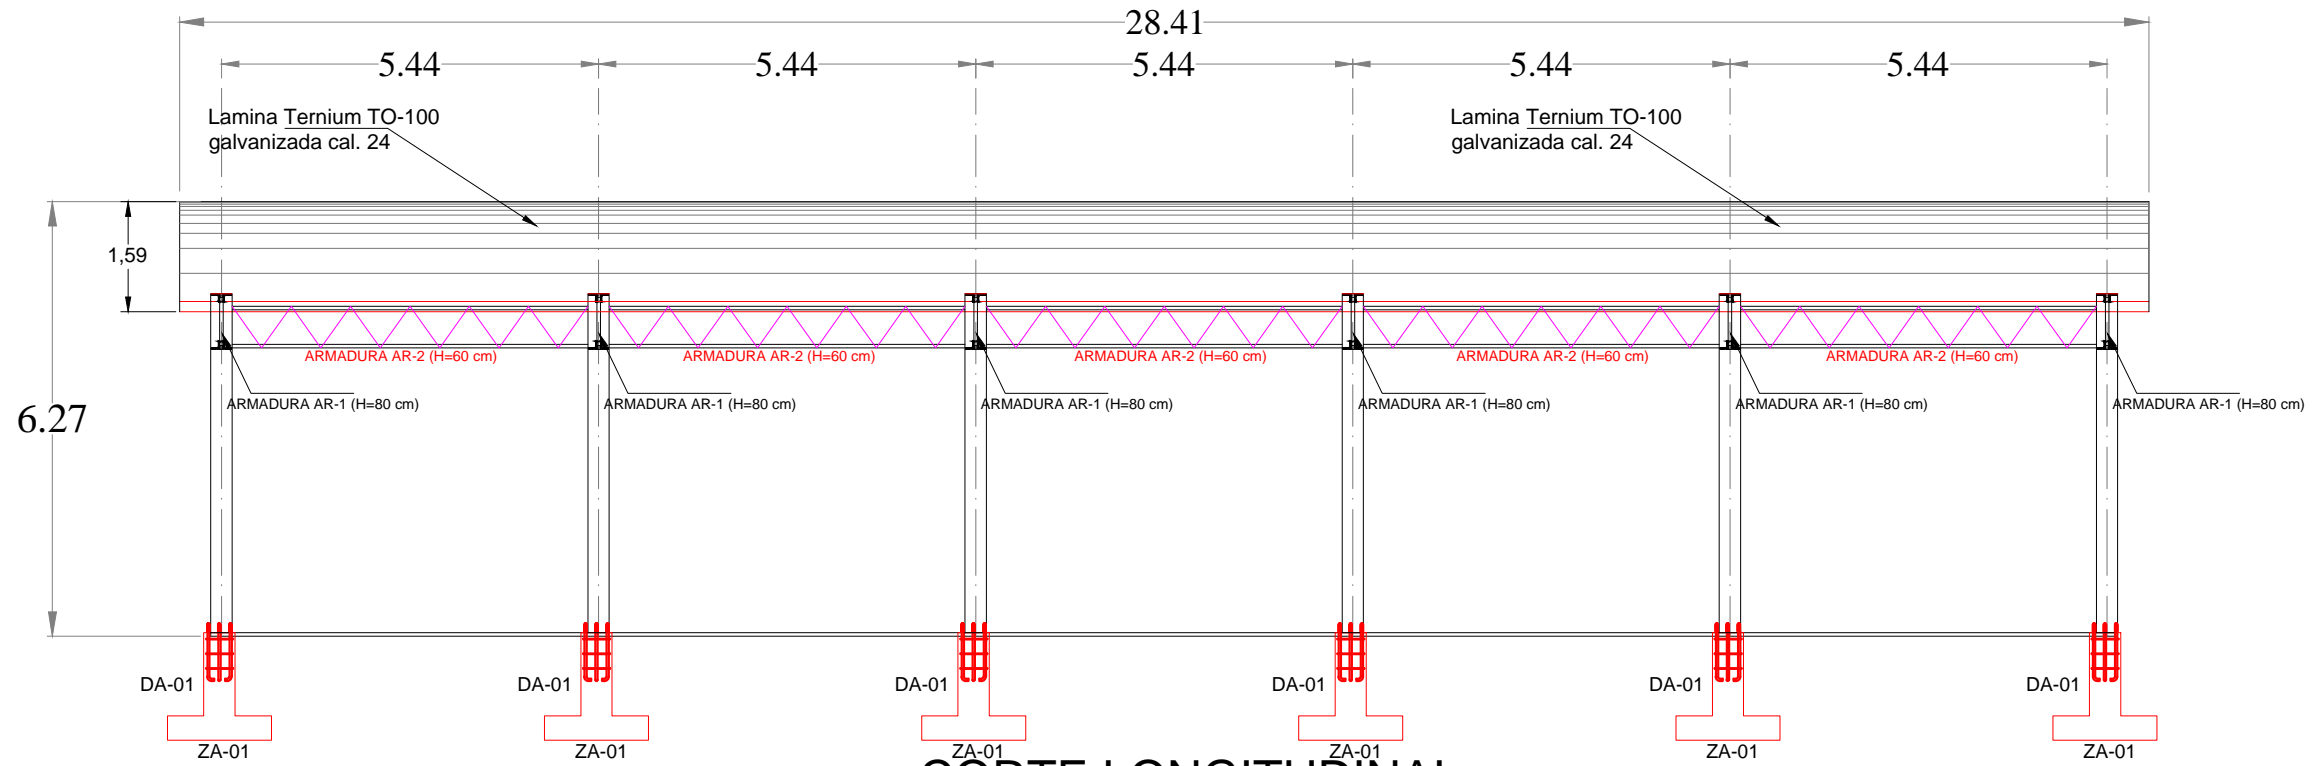 28.41
5.44 5.44 5.44 5.44 5.44
Lamina Ternium TO-100
galvanizada cal. 24
Lamina Ternium TO-100
galvanizada cal. 24
1,59
ARMADURA AR-2 (H=60 cm) ARMADURA AR-2 (H=60 cm) ARMADURA AR-2 (H=60 cm) ARMADURA AR-2 (H=60 cm) ARMADURA AR-2 (H=60 cm)
ARMADURA AR-1 (H=80 cm) ARMADURA AR-1 (H=80 cm) ARMADURA AR-1 (H=80 cm) ARMADURA AR-1 (H=80 cm) ARMADURA AR-1 (H=80 cm) ARMADURA AR-1 (H=80 cm)
6.27
DA-01 DA-01 DA-01 DA-01 DA-01 DA-01
ZA-01 ZA-01 ZA-01 ZA-01 ZA-01 ZA-01
CORTE LONGITUDINAL